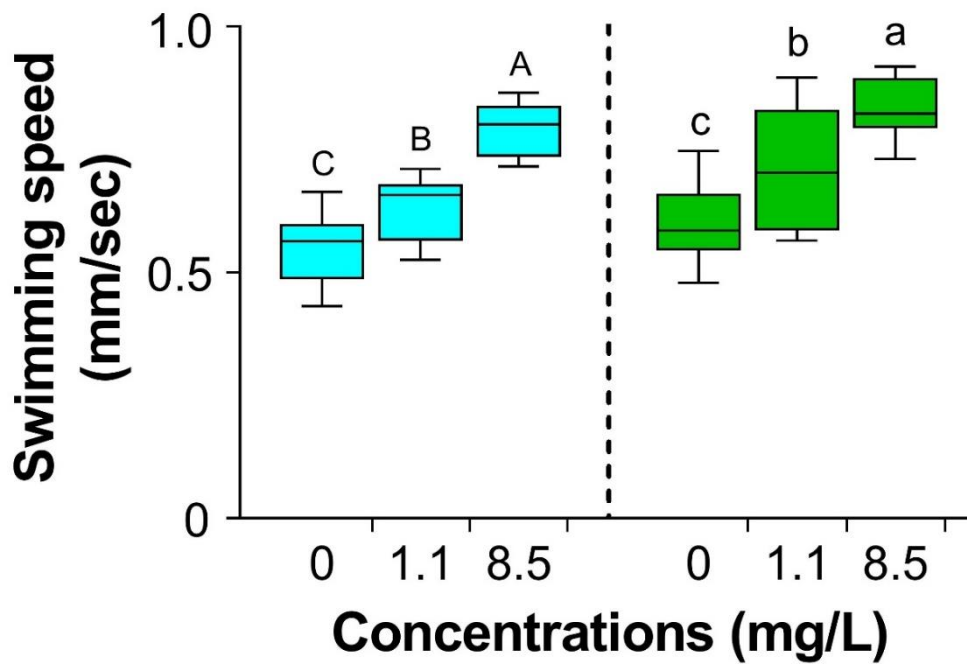 Swimming speed
(mm/sec)
1.0
0.5
0
C
B
A
c
b
a
0 1.1 8.5
0 1.1 8.5
Concentrations (mg/L)